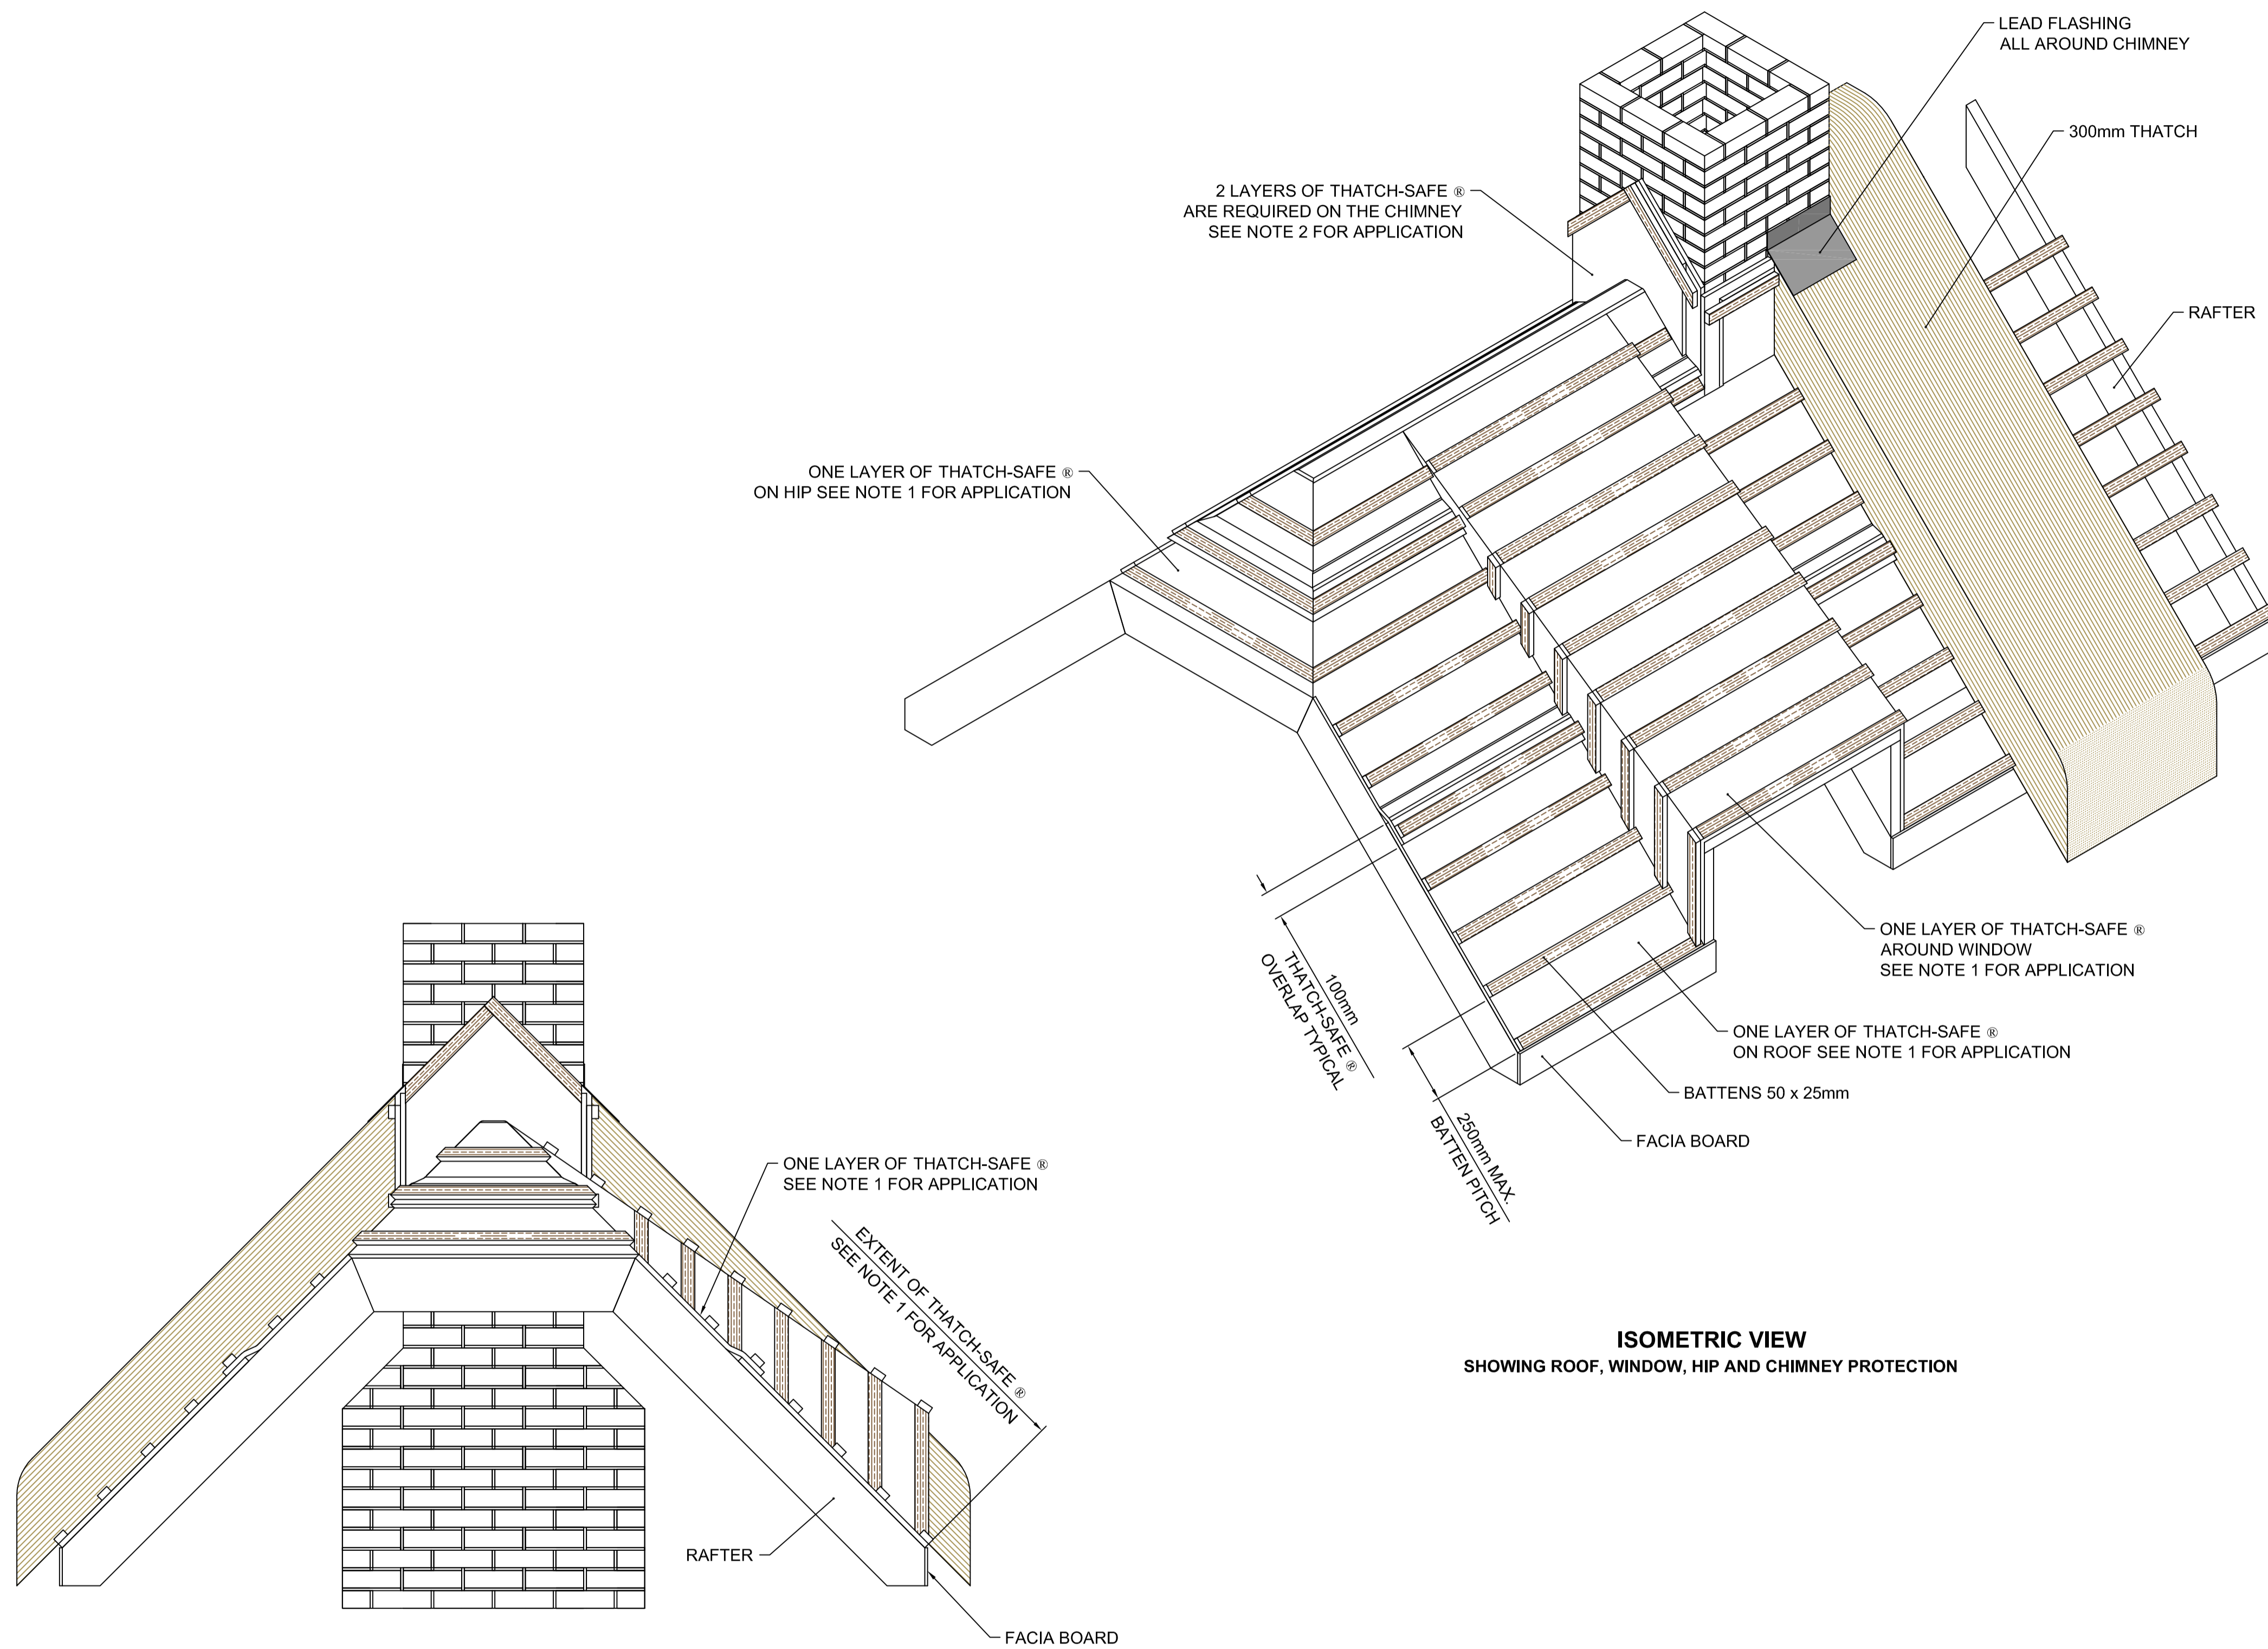 LEAD FLASHING
ALL AROUND CHIMNEY
300mm THATCH
2 LAYERS OF THATCH-SAFE ®
ARE REQUIRED ON THE CHIMNEY
SEE NOTE 2 FOR APPLICATION
RAFTER
ONE LAYER OF THATCH-SAFE ®
ON HIP SEE NOTE 1 FOR APPLICATION
ONE LAYER OF THATCH-SAFE ®
AROUND WINDOW
SEE NOTE 1 FOR APPLICATION
100mm
THATCH-SAFE ®
OVERLAP TYPICAL
ONE LAYER OF THATCH-SAFE ®
ON ROOF SEE NOTE 1 FOR APPLICATION
BATTENS 50 x 25mm
250mm MAX.
BATTEN PITCH
FACIA BOARD
ONE LAYER OF THATCH-SAFE ®
SEE NOTE 1 FOR APPLICATION
EXTENT OF THATCH-SAFE ®
SEE NOTE 1 FOR APPLICATION
ISOMETRIC VIEW
SHOWING ROOF, WINDOW, HIP AND CHIMNEY PROTECTION
RAFTER
FACIA BOARD